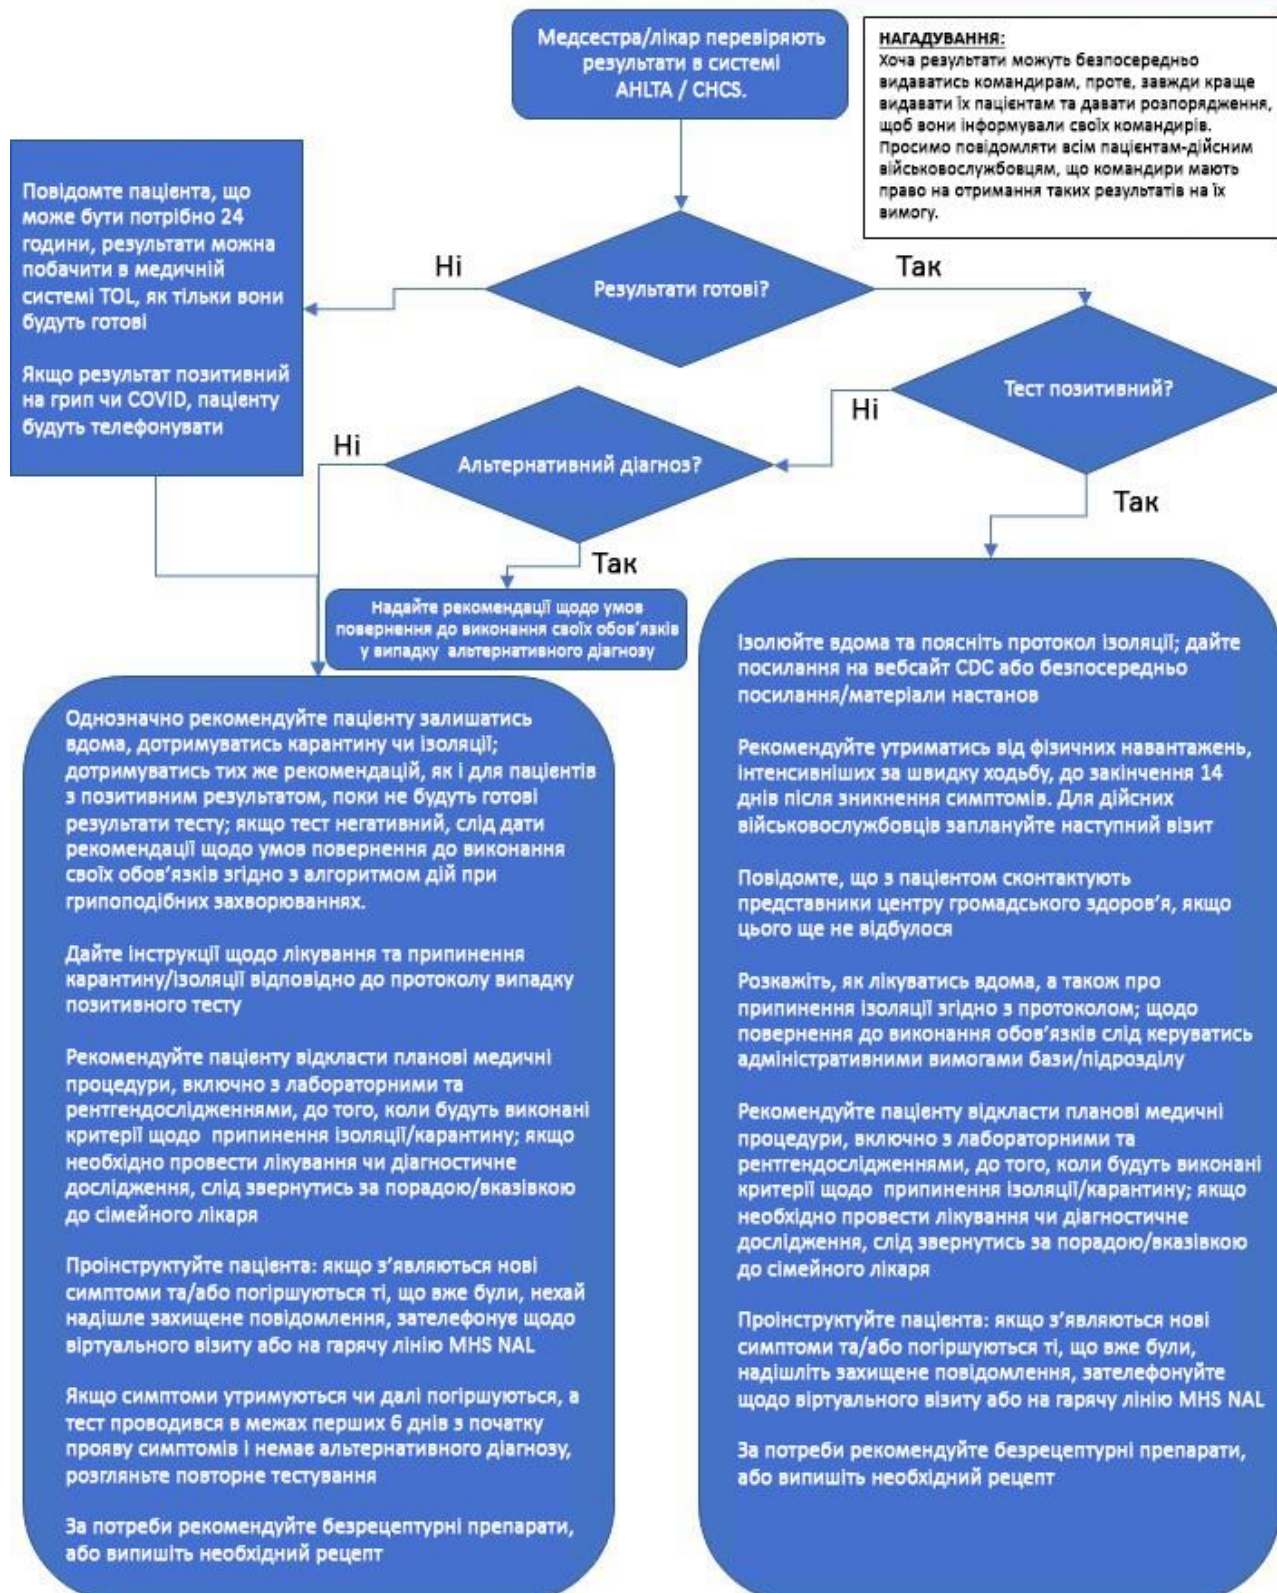 Медсестра/лікар перевіряють
результати в системі
AHLTA / CHCS.
НАГАДУВАННЯ:
Хоча результати можуть безпосередньо
видаватись командирам, проте, завжди краще
видавати їх пацієнтам та давати розпорядження,
щоб вони інформували своїх командирів.
Просимо повідомляти всім пацієнтам-дійсним
військовослужбовцям, що командири мають
право на отримання таких результатів на їх
вимогу.
Повідомте пацієнта, що
може бути потрібно 24
години, результати можна
побачити в медичній
системі TOL, як тільки вони
будуть готові
Якщо результат позитивний
на грип чи COVID, пацієнту
будуть телефонувати
Ні
Результати готові?
Так
Тест позитивний?
Ні
Так
Альтернативний діагноз?
Ні
Так
Надайте рекомендації щодо умов
повернення до виконання своїх обов’язків
у випадку альтернативного діагнозу
Однозначно рекомендуйте пацієнту залишатись
вдома, дотримуватись карантину чи ізоляції;
дотримуватись тих же рекомендацій, як і для пацієнтів
з позитивним результатом, поки не будуть готові
результати тесту; якщо тест негативний, слід дати
рекомендації щодо умов повернення до виконання
своїх обов’язків згідно з алгоритмом дій при
грипоподібних захворюваннях.
Дайте інструкції щодо лікування та припинення
карантину/ізоляції відповідно до протоколу випадку
позитивного тесту
Рекомендуйте пацієнту відкласти планові медичні
процедури, включно з лабораторними та
рентгендослідженнями, до того, коли будуть виконані
критерії щодо припинення ізоляції/карантину; якщо
необхідно провести лікування чи діагностичне
дослідження, слід звернутись за порадою/вказівкою
до сімейного лікаря
Проінструктуйте пацієнта: якщо з’являються нові
симптоми та/або погіршуються ті, що вже були, нехай
надішле захищене повідомлення, зателефонує щодо
віртуального візиту або на гарячу лінію MHS NAL
Якщо симптоми утримуються чи далі погіршуються, а
тест проводився в межах перших 6 днів з початку
прояву симптомів і немає альтернативного діагнозу,
розгляньте повторне тестування
За потреби рекомендуйте безрецептурні препарати,
або випишіть необхідний рецепт
Ізолюйте вдома та поясніть протокол ізоляції; дайте
посилання на вебсайт CDC або безпосередньо
посилання/матеріали настанов
Рекомендуйте утриматись від фізичних навантажень,
інтенсивніших за швидку ходьбу, до закінчення 14
днів після зникнення симптомів. Для дійсних
військовослужбовців заплануйте наступний візит
Повідомте, що з пацієнтом сконтактують
представники центру громадського здоров’я, якщо
цього ще не відбулося
Розкажіть, як лікуватись вдома, а також про
припинення ізоляції згідно з протоколом; щодо
повернення до виконання обов’язків слід керуватись
адміністративними вимогами бази/підрозділу
Рекомендуйте пацієнту відкласти планові медичні
процедури, включно з лабораторними та
рентгендослідженнями, до того, коли будуть виконані
критерії щодо припинення ізоляції/карантину; якщо
необхідно провести лікування чи діагностичне
дослідження, слід звернутись за порадою/вказівкою
до сімейного лікаря
Проінструктуйте пацієнта: якщо з’являються нові
симптоми та/або погіршуються ті, що вже були,
надішліть захищене повідомлення, зателефонуйте
щодо віртуального візиту або на гарячу лінію MHS NAL
За потреби рекомендуйте безрецептурні препарати,
або випишіть необхідний рецепт